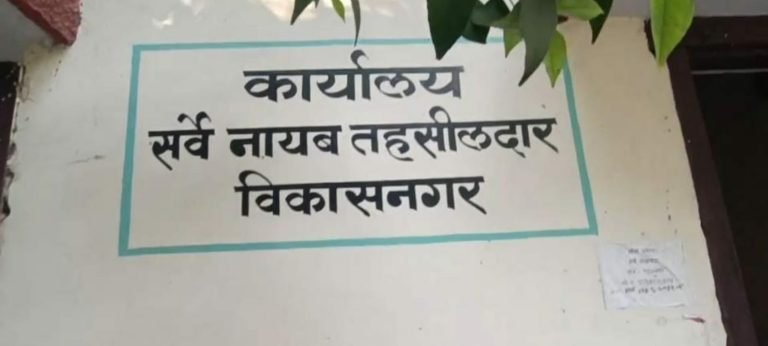 कार्यालय
सर्वे नायब तहसीलदार
विकासनगर